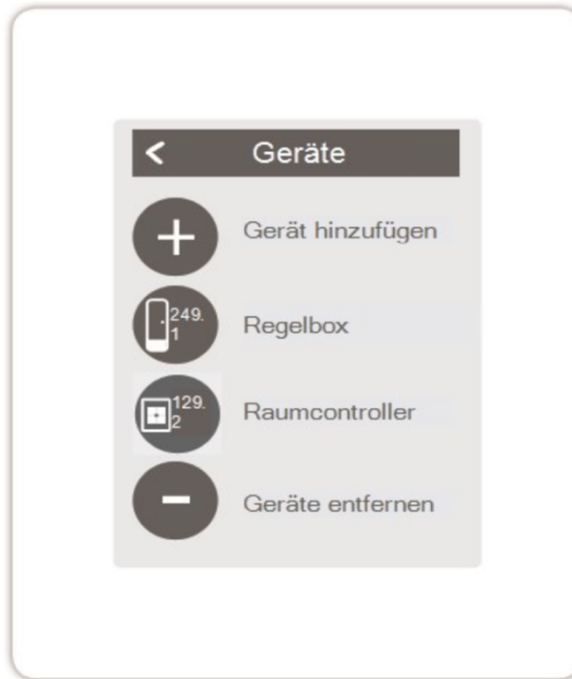 Geräte
Gerät hinzufügen
249.
1
Regelbox
129.
2
Raumcontroller
Geräte entfernen